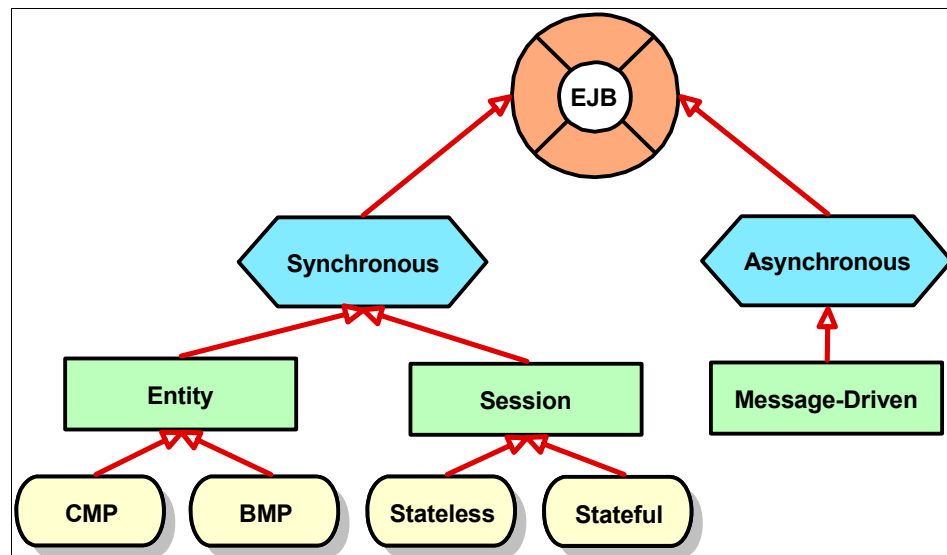 EJB
Synchronous
Asynchronous
Entity
Session
Message-Driven
CMP
BMP
Stateless
Stateful